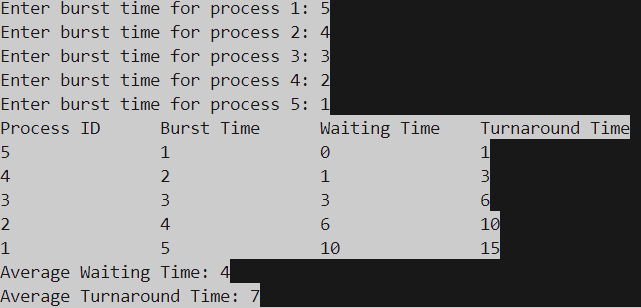 Enter burst time for process 1: 5
Enter burst time for process 2: 4
Enter burst time for process 3: 3
Enter burst time for process 4: 2
Enter burst time for process 5: 1
Process ID      Burst Time      Waiting Time    Turnaround Time
5               1               0               1
4               2               1               3
3               3               3               6
2               4               6               10
1               5               10              15
Average Waiting Time: 4
Average Turnaround Time: 7